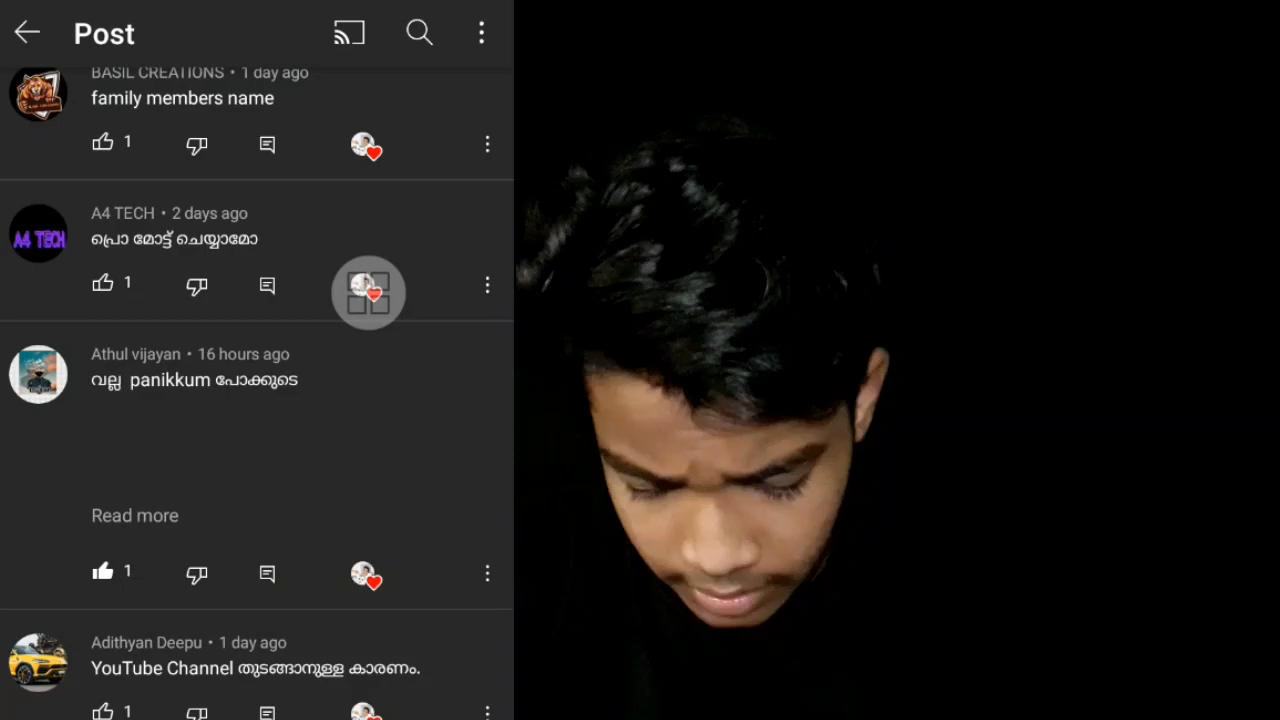 Post
BASIL CREATIONS • 1 day ago
family members name
1
A4 TECH • 2 days ago
A4 TECH
പ്രൊ മോട്ട് ചെയ്യാമോ
1
Athul vijayan • 16 hours ago
വല്ല panikkum പോക്കുടെ
Read more
1
Adithyan Deepu • 1 day ago
YouTube Channel തുടങ്ങാനുള്ള കാരണം.
1